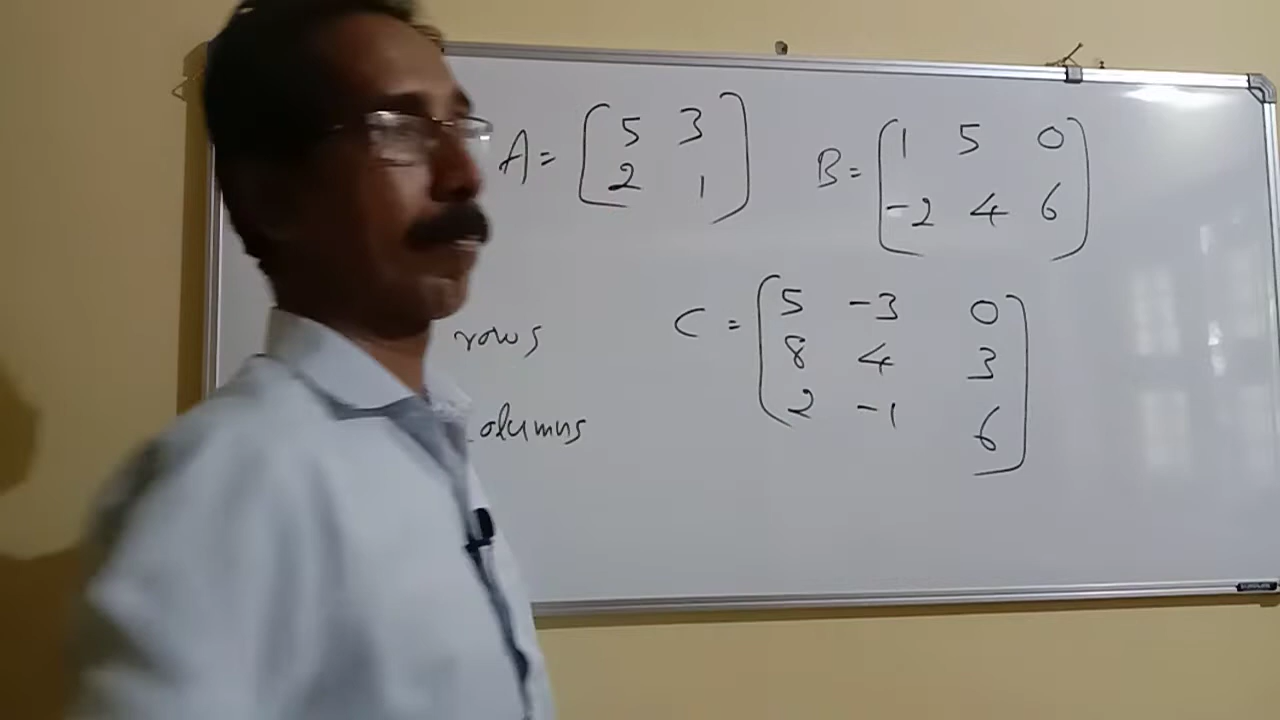 A = [ 5 3
2 1 ]
B = [ 1 5 0
-2 4 6 ]
rows
columns
C = [ 5 -3 0
8 4 3
2 -1 6 ]